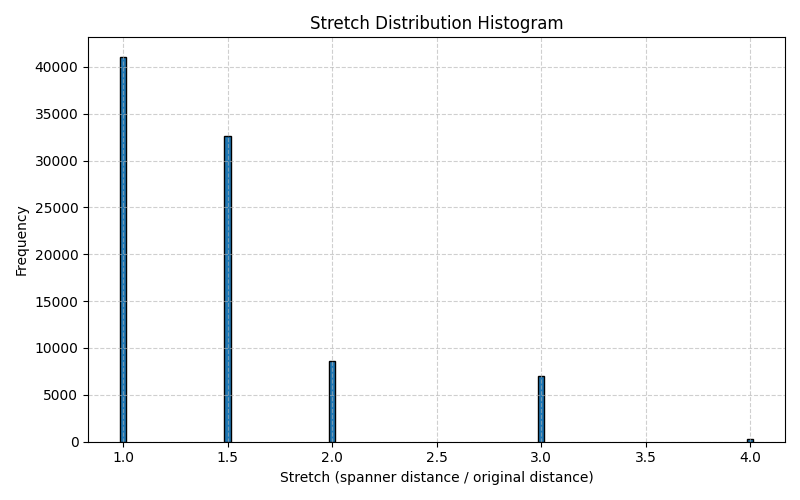 Stretch Distribution Histogram
Frequency
40000
35000
30000
25000
20000
15000
10000
5000
0
1.0 1.5 2.0 2.5 3.0 3.5 4.0
Stretch (spanner distance / original distance)